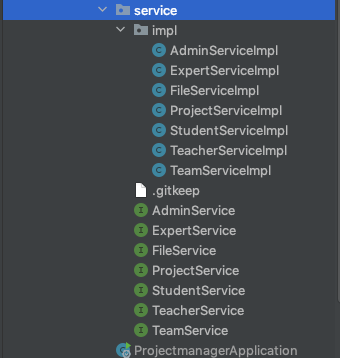 service
impl
AdminServiceImpl
ExpertServiceImpl
FileServiceImpl
ProjectServiceImpl
StudentServiceImpl
TeacherServiceImpl
TeamServiceImpl
.gitkeep
AdminService
ExpertService
FileService
ProjectService
StudentService
TeacherService
TeamService
ProjectmanagerApplication